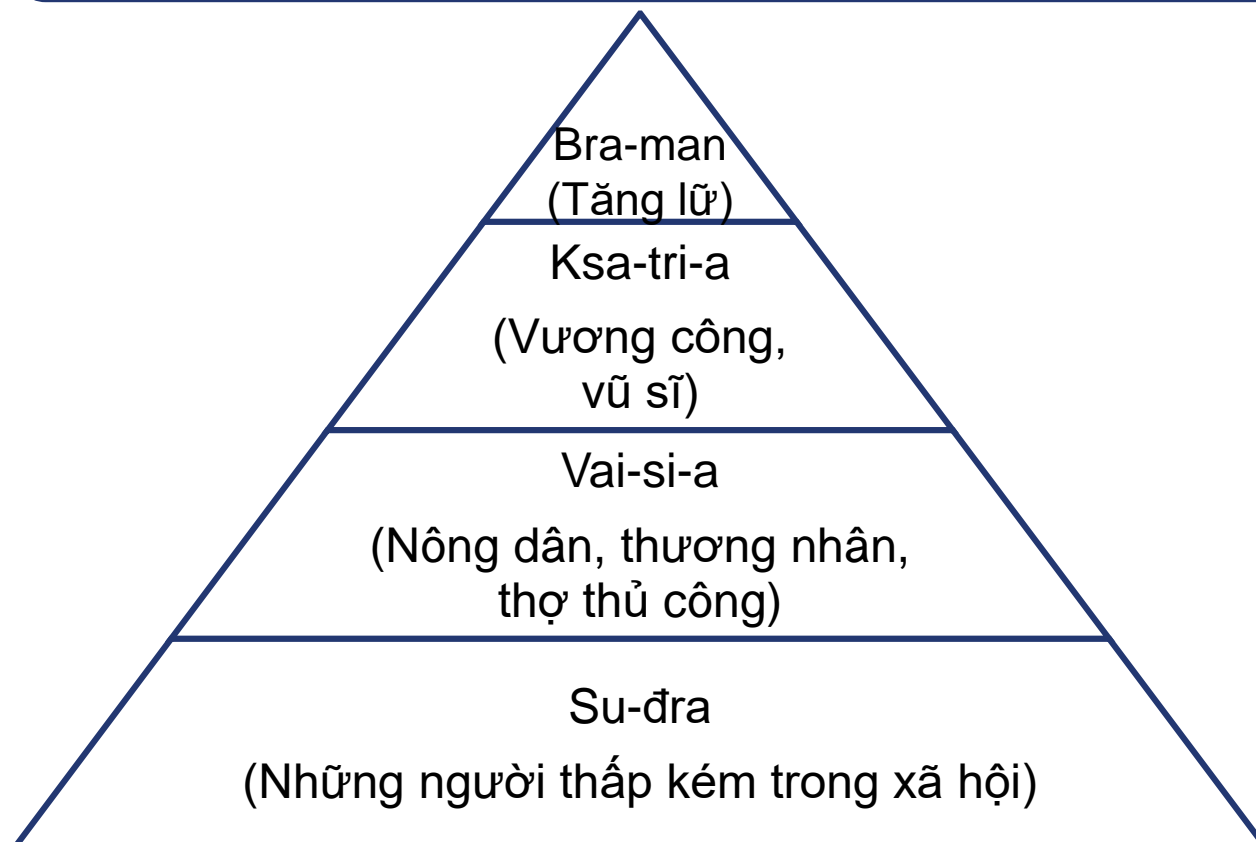 Bra-man
(Tăng lữ)
Ksa-tri-a
(Vương công,
vũ sĩ)
Vai-si-a
(Nông dân, thương nhân,
thợ thủ công)
Su-đra
(Những người thấp kém trong xã hội)